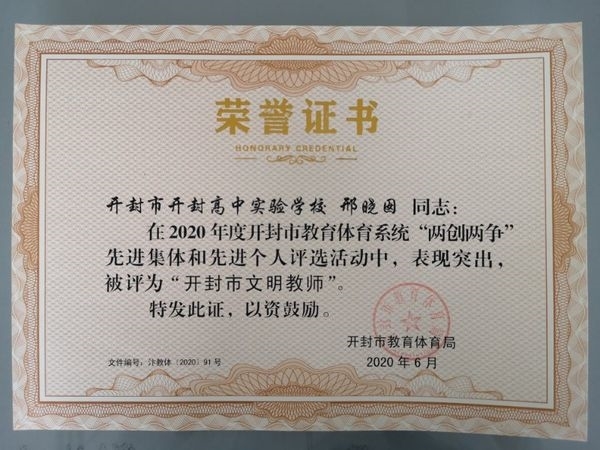 荣誉证书
HONORARY CREDENTIAL
开封市开封高中实验学校 邢晓园 同志：
在2020年度开封市教育体育系统“两创两争”
先进集体和先进个人评选活动中，表现突出，
被评为“开封市文明教师”。
特发此证，以资鼓励。
开封市教育体育局
文件编号：汴教体〔2020〕91号
2020年6月